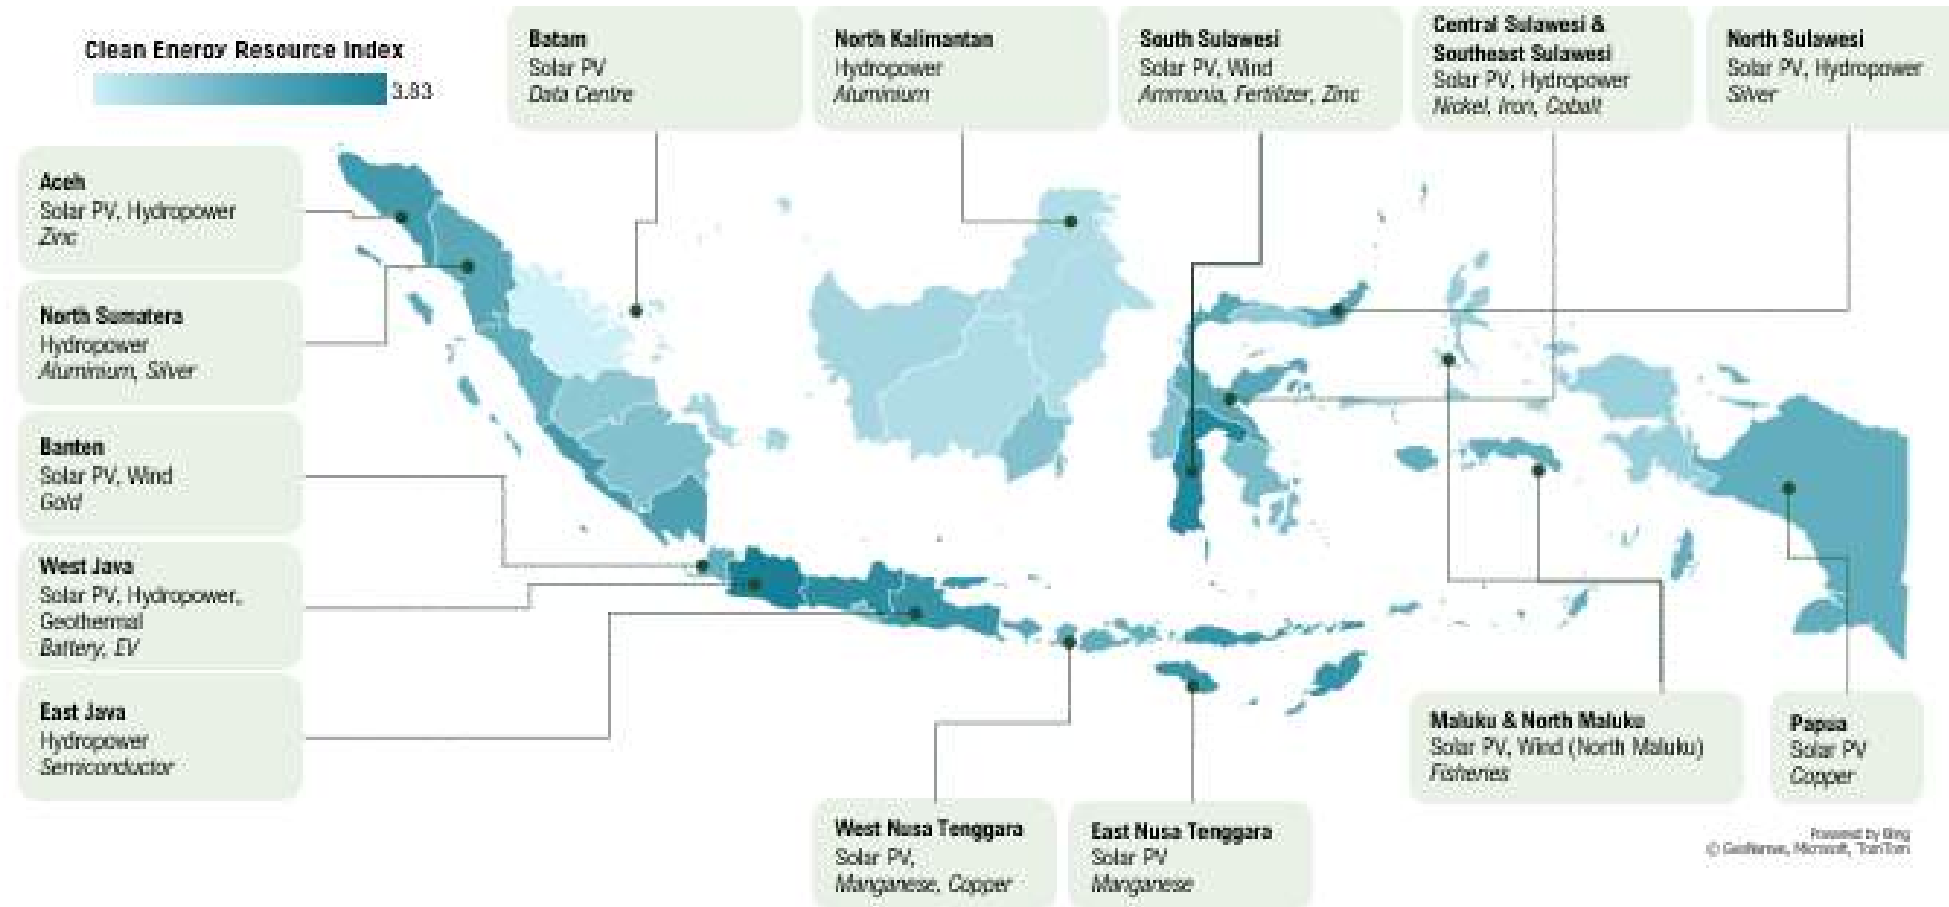 Clean Energy Resource Index
3.83
Batam
Solar PV
Data Centre
North Kalimantan
Hydropower
Aluminium
South Sulawesi
Solar PV, Wind
Ammonia, Fertilizer, Zinc
Central Sulawesi &
Southeast Sulawesi
Solar PV, Hydropower
Nickel, Iron, Cobalt
North Sulawesi
Solar PV, Hydropower
Silver
Aceh
Solar PV, Hydropower
Zinc
North Sumatera
Hydropower
Aluminium, Silver
Banten
Solar PV, Wind
Gold
West Java
Solar PV, Hydropower,
Geothermal
Battery, EV
East Java
Hydropower
Semiconductor
West Nusa Tenggara
Solar PV,
Manganese, Copper
East Nusa Tenggara
Solar PV
Manganese
Maluku & North Maluku
Solar PV, Wind (North Maluku)
Fisheries
Papua
Solar PV
Copper
Powered by Bing
© GeoNames, Microsoft, TomTom